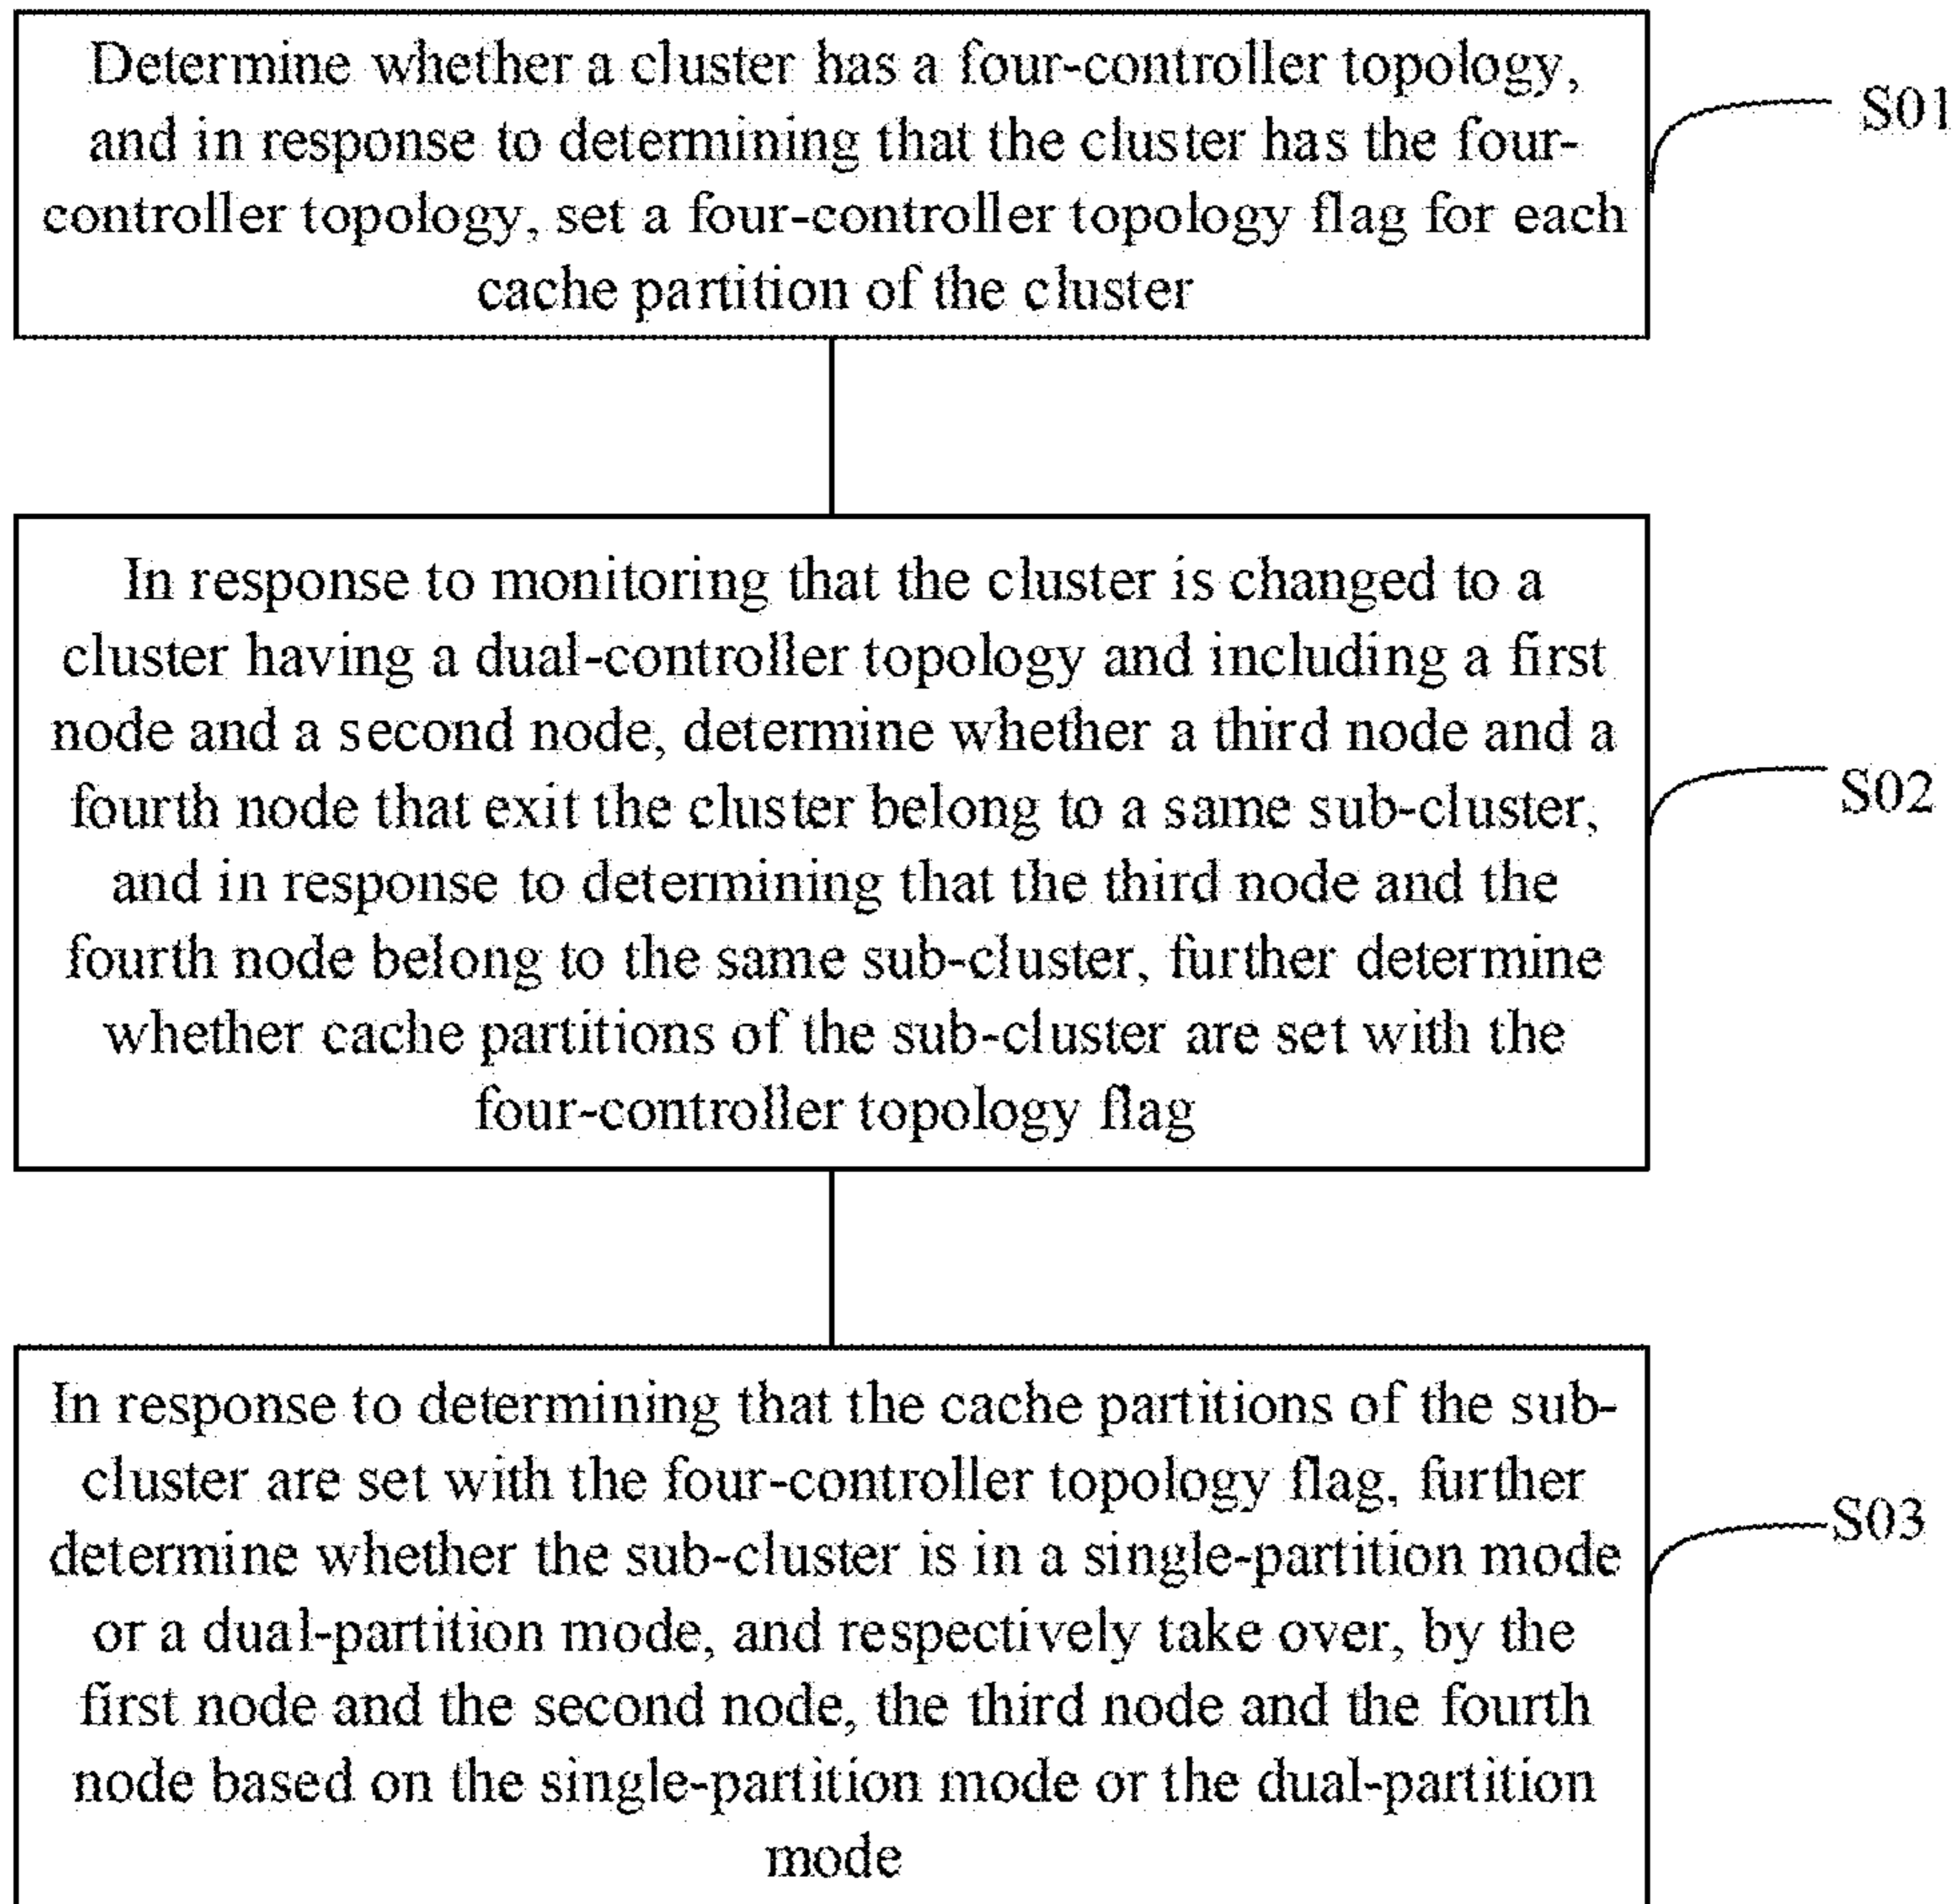 Determine whether a cluster has a four-controller topology,
and in response to determining that the cluster has the four-
controller topology, set a four-controller topology flag for each
cache partition of the cluster
S01
In response to monitoring that the cluster is changed to a
cluster having a dual-controller topology and including a first
node and a second node, determine whether a third node and a
fourth node that exit the cluster belong to a same sub-cluster,
and in response to determining that the third node and the
fourth node belong to the same sub-cluster, further determine
whether cache partitions of the sub-cluster are set with the
four-controller topology flag
S02
In response to determining that the cache partitions of the sub-
cluster are set with the four-controller topology flag, further
determine whether the sub-cluster is in a single-partition mode
or a dual-partition mode, and respectively take over, by the
first node and the second node, the third node and the fourth
node based on the single-partition mode or the dual-partition
mode
S03